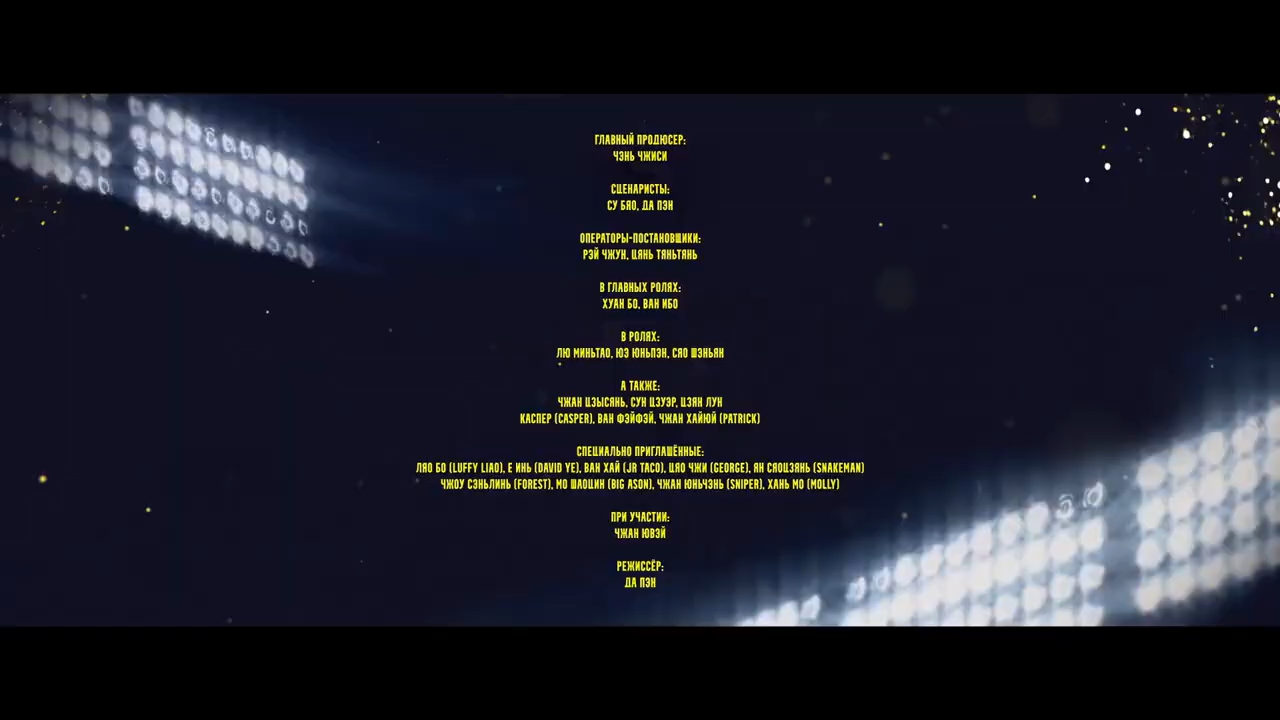 ГЛАВНЫЙ ПРОДЮСЕР:
ЧЭНЬ ЧЖИСИ
СЦЕНАРИСТЫ:
СУ БЯО, ДА ПЭН
ОПЕРАТОРЫ-ПОСТАНОВЩИКИ:
РЭЙ ЧЖУН, ЦЯНЬ ТЯНЬТЯНЬ
В ГЛАВНЫХ РОЛЯХ:
ХУАН БО, ВАН ИБО
В РОЛЯХ:
ЛЮ МИНЬТАО, ЮЭ ЮНЬПЭН, СЯО ШЭНЬЯН
А ТАКЖЕ:
ЧЖАН ЦЗЫСЯНЬ, СУН ЦЗУЭР, ЦЗЯН ЛУН
КАСПЕР (CASPER), ВАН ФЭЙФЭЙ, ЧЖАН ХАЙЮЙ (PATRICK)
СПЕЦИАЛЬНО ПРИГЛАШЁННЫЕ:
ЛЯО БО (LUFFY LIAO), Е ИНЬ (DAVID YE), ВАН ХАЙ (JR TACO), ЦЯО ЧЖИ (GEORGE), ЯН СЯОЦЗЯНЬ (SNAKEMAN)
ЧЖОУ СЭНЬЛИНЬ (FOREST), МО ШАОЦИН (BIG ASON), ЧЖАН ЮНЬЧЭНЬ (SNIPER), ХАНЬ МО (MOLLY)
ПРИ УЧАСТИИ:
ЧЖАН ЮВЭЙ
РЕЖИССЁР:
ДА ПЭН